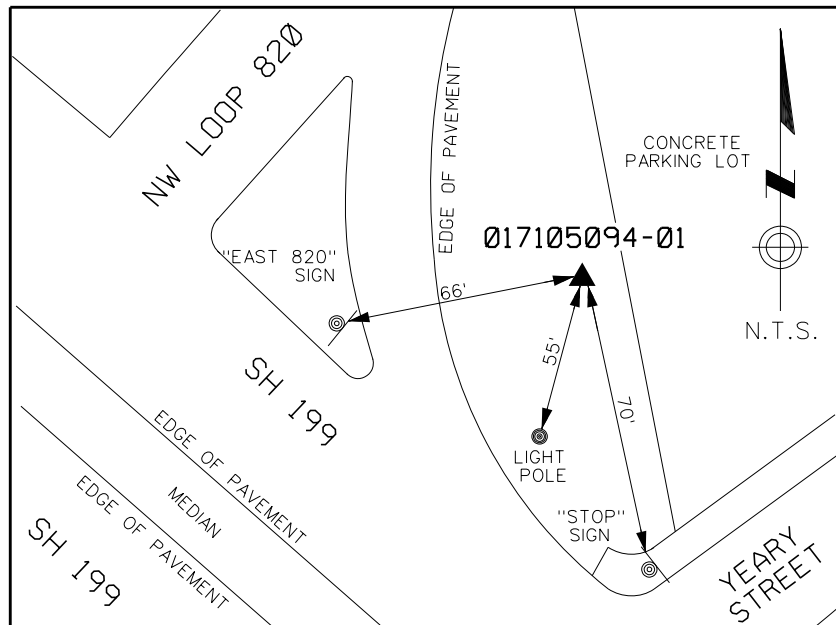 NW LOOP 820
EDGE OF PAVEMENT
CONCRETE
PARKING LOT
017105094-01
"EAST 820"
SIGN
66'
N.T.S.
55'
SH 199
70'
EDGE OF PAVEMENT
LIGHT
POLE
EDGE OF PAVEMENT
MEDIAN
"STOP"
SIGN
SH 199
YEARY
STREET